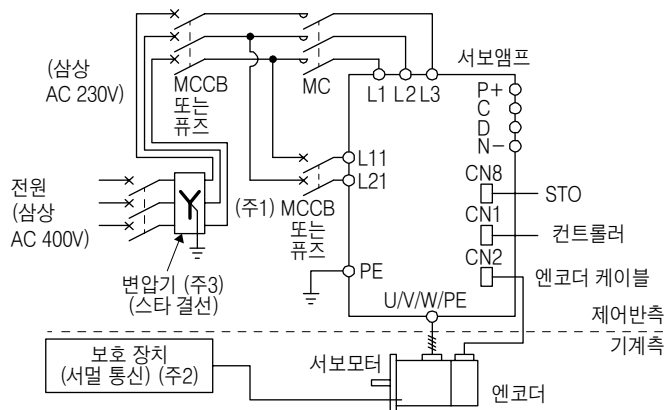 (삼상
AC 230V)
MCCB
또는
퓨즈
MC
L1 L2 L3
서보앰프
P+
C
D
N−
L11
L21
CN8
STO
CN1
컨트롤러
CN2
엔코더 케이블
전원
(삼상
AC 400V)
Y
(주1)
MCCB
또는
퓨즈
변압기 (주3)
(스타 결선)
PE
U/V/W/PE
제어반측
기계측
보호 장치
(서멀 통신) (주2)
서보모터
엔코더